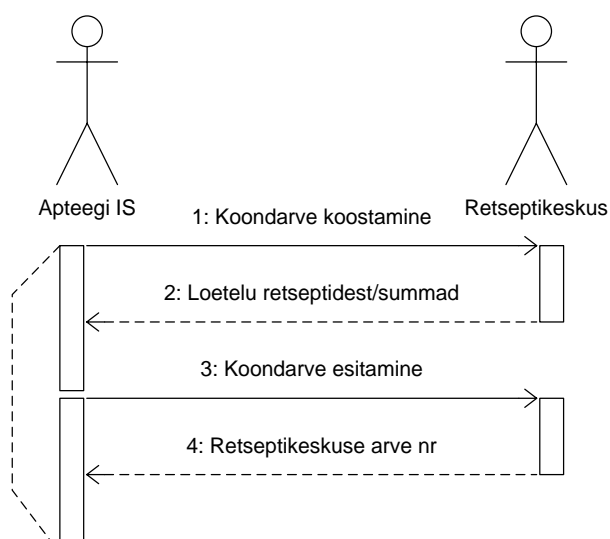 Apteegi IS
Retseptikeskus
1: Koondarve koostamine
2: Loetelu retseptidest/summad
3: Koondarve esitamine
4: Retseptikeskuse arve nr